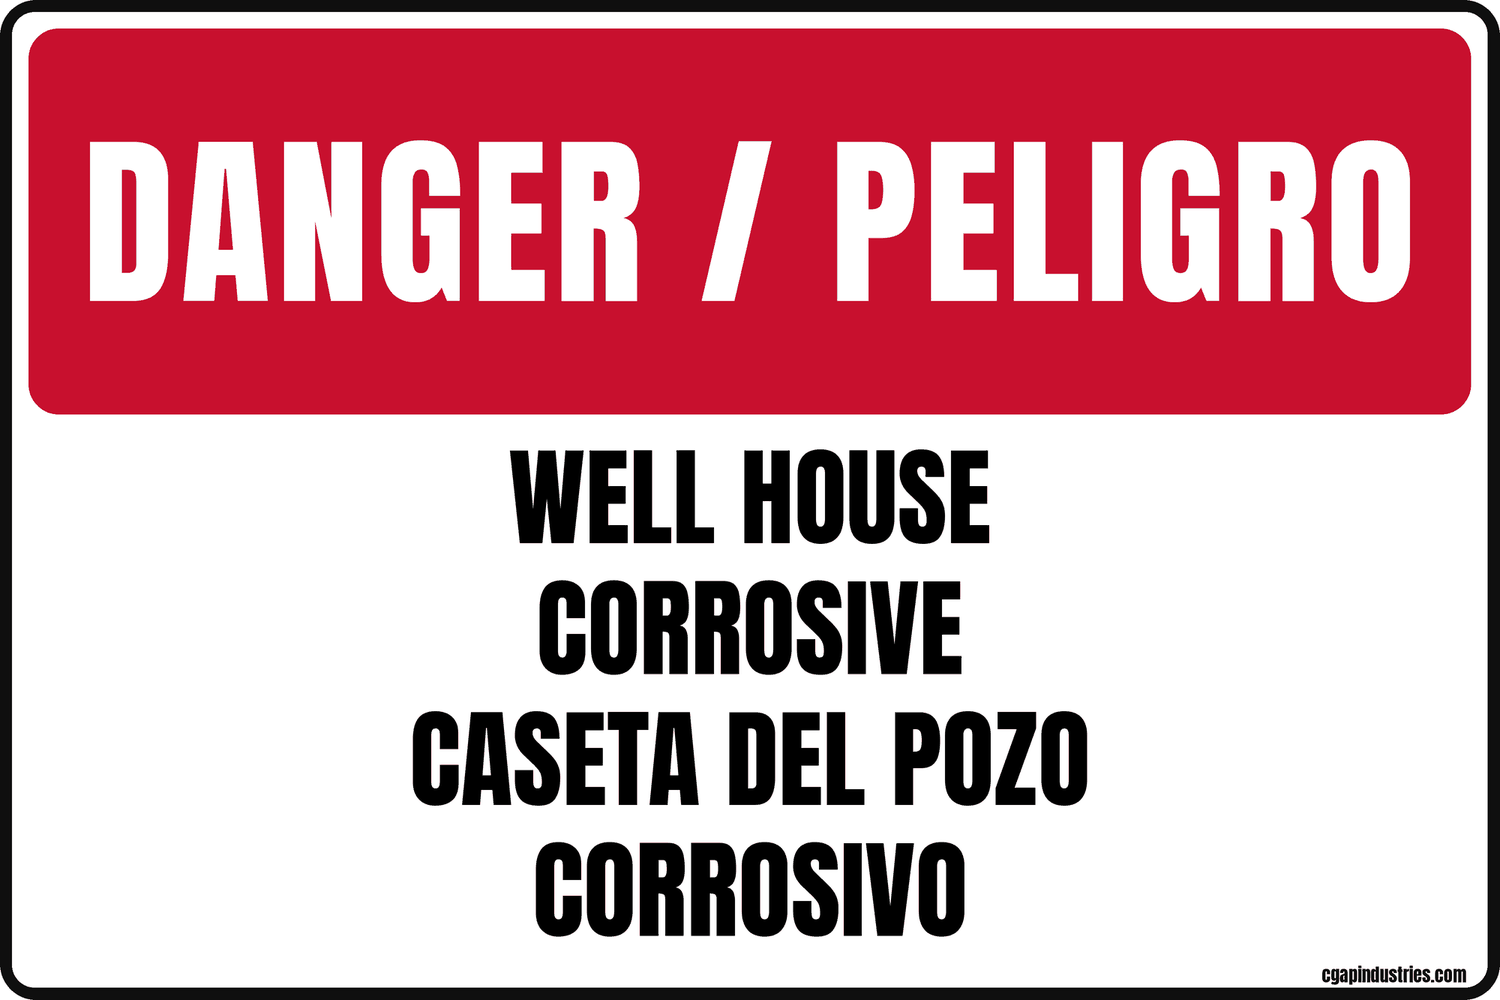 DANGER / PELIGRO
WELL HOUSE
CORROSIVE
CASETA DEL POZO
CORROSIVO
cgapindustries.com